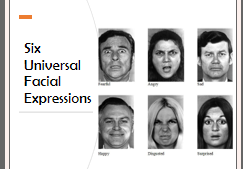 Six
Universal
Facial
Expressions
Fearful Angry Sad
Happy Disgusted Surprised